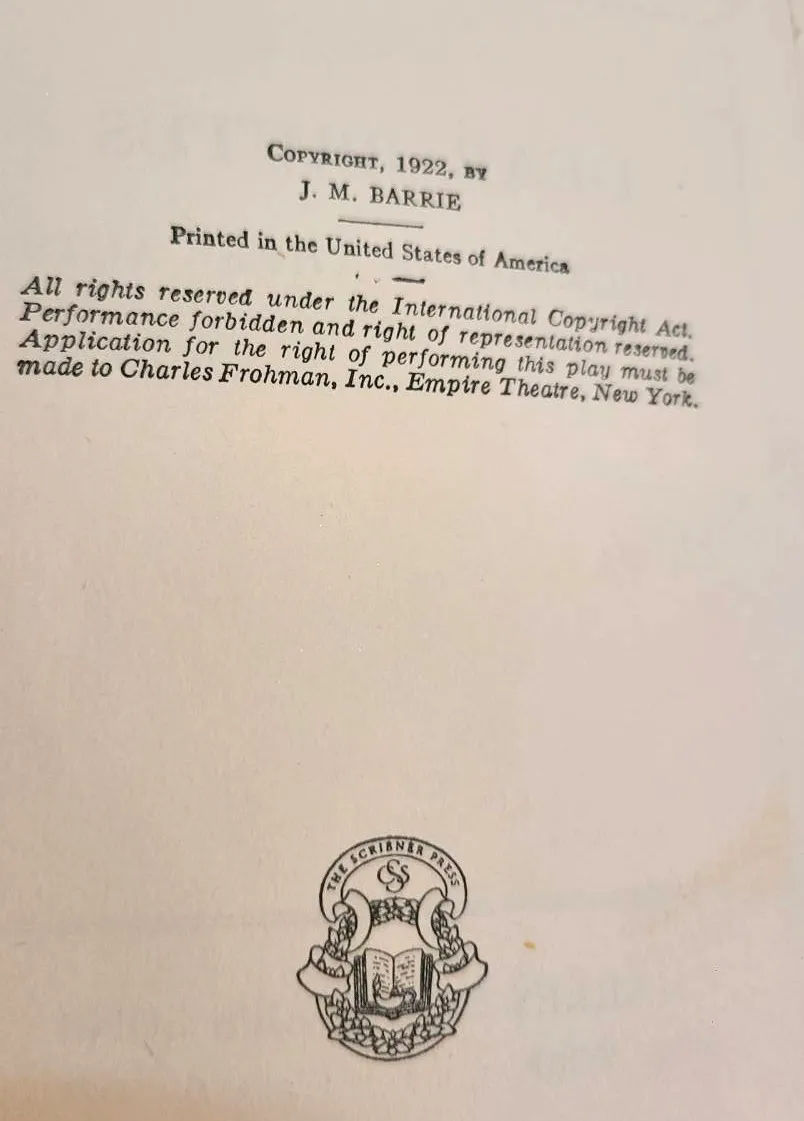 COPYRIGHT, 1922, BY
J. M. BARRIE
Printed in the United States of America
All rights reserved under the International Copyright Act.
Performance forbidden and right of representation reserved.
Application for the right of performing this play must be
made to Charles Frohman, Inc., Empire Theatre, New York.
THE SCRIBNER PRESS
CSS